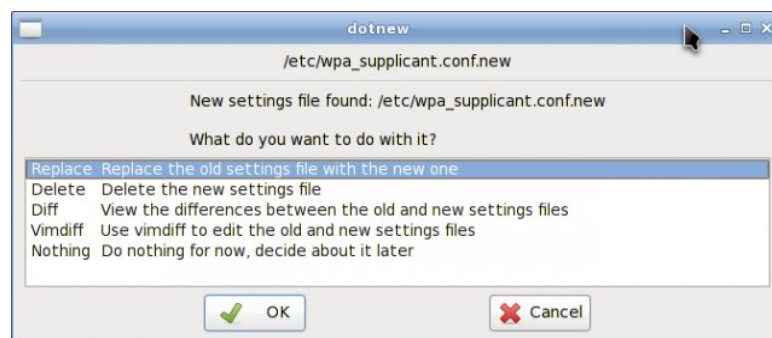 dotnew
/etc/wpa_supplicant.conf.new
New settings file found: /etc/wpa_supplicant.conf.new
What do you want to do with it?
Replace Replace the old settings file with the new one
Delete Delete the new settings file
Diff View the differences between the old and new settings files
Vimdiff Use vimdiff to edit the old and new settings files
Nothing Do nothing for now, decide about it later
OK Cancel